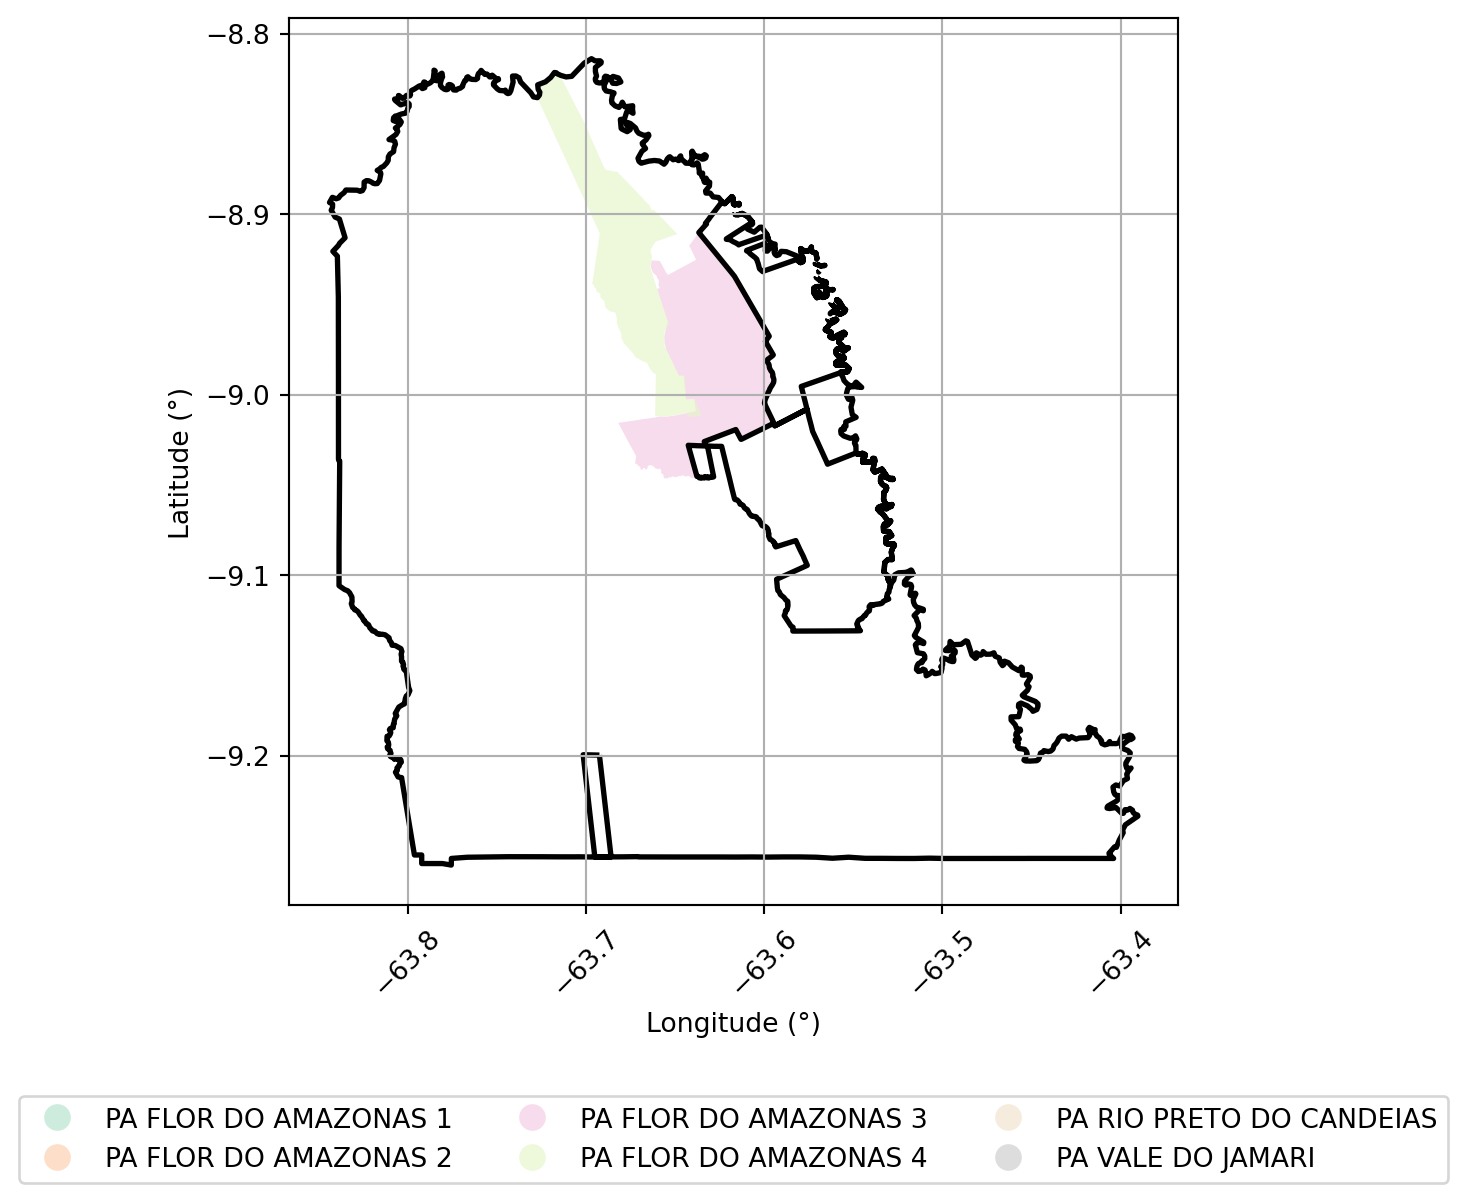 −8.8
−8.9
−9.0
−9.1
−9.2
Latitude (°)
−63.8
−63.7
−63.6
−63.5
−63.4
Longitude (°)
PA FLOR DO AMAZONAS 1
PA FLOR DO AMAZONAS 3
PA RIO PRETO DO CANDEIAS
PA FLOR DO AMAZONAS 2
PA FLOR DO AMAZONAS 4
PA VALE DO JAMARI